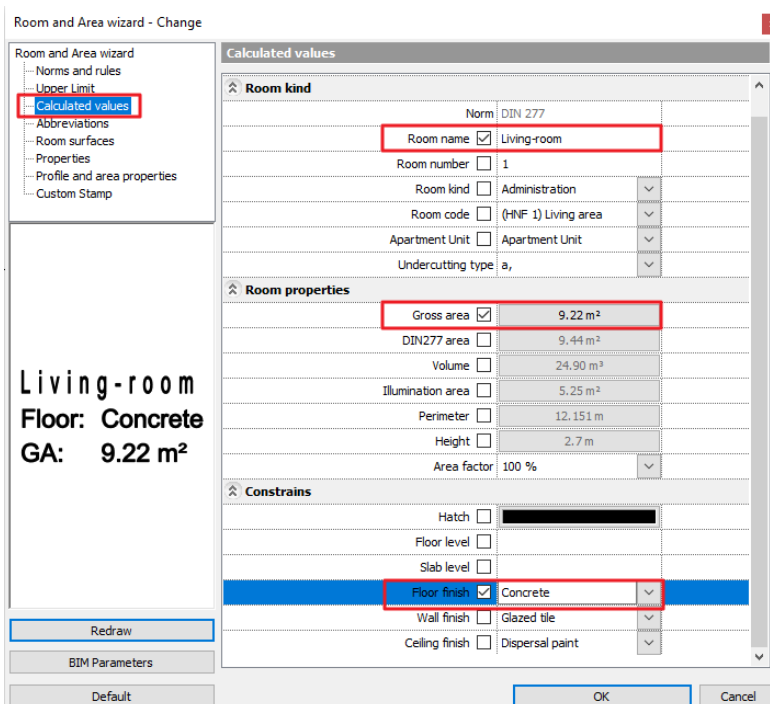 Room and Area wizard - Change
Room and Area wizard
Norms and rules
Upper Limit
Calculated values
Abbreviations
Room surfaces
Properties
Profile and area properties
Custom Stamp
Living-room
Floor: Concrete
GA: 9.22 m²
Redraw
BIM Parameters
Default
Calculated values
Room kind
Norm DIN 277
Room name Living-room
Room number 1
Room kind Administration
Room code (HNF 1) Living area
Apartment Unit Apartment Unit
Undercutting type a,
Room properties
Gross area 9.22 m²
DIN277 area 9.44 m²
Volume 24.90 m³
Illumination area 5.25 m²
Perimeter 12.151 m
Height 2.7 m
Area factor 100 %
Constrains
Hatch
Floor level
Slab level
Floor finish Concrete
Wall finish Glazed tile
Ceiling finish Dispersal paint
OK Cancel